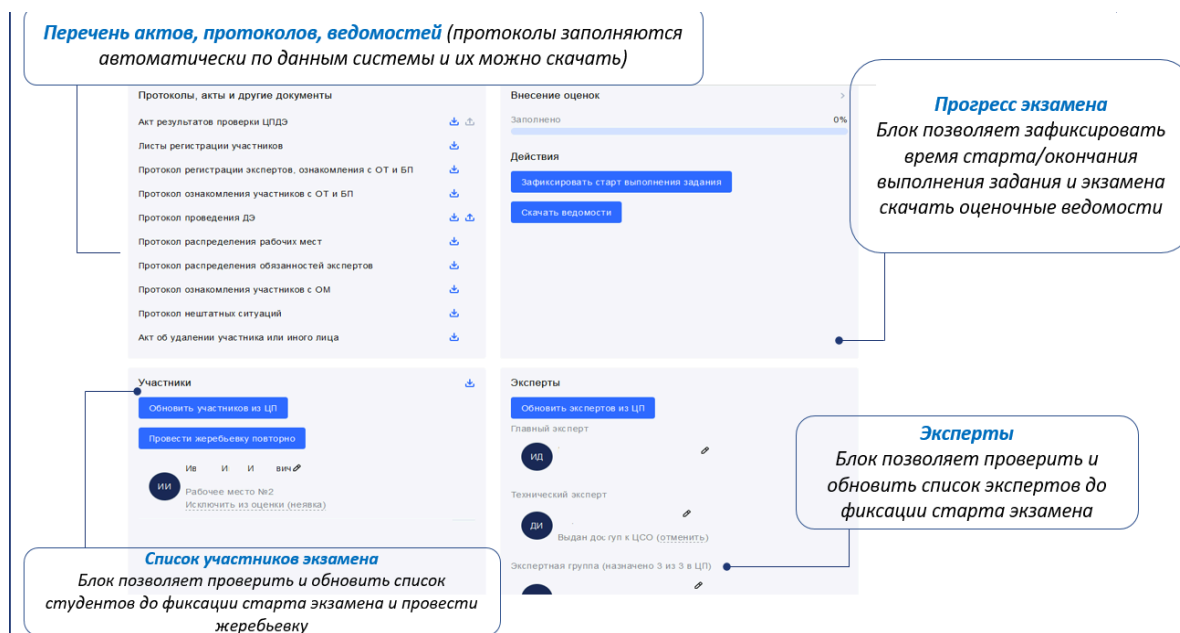 Перечень актов, протоколов, ведомостей (протоколы заполняются
автоматически по данным системы и их можно скачать)
Протоколы, акты и другие документы
Акт результатов проверки ЦПДЭ
Листы регистрации участников
Протокол регистрации экспертов, ознакомления с ОТ и БП
Протокол ознакомления участников с ОТ и БП
Протокол проведения ДЭ
Протокол распределения рабочих мест
Протокол распределения обязанностей экспертов
Протокол ознакомления участников с ОМ
Протокол нештатных ситуаций
Акт об удалении участника или иного лица
Внесение оценок
Заполнено 0%
Действия
Зафиксировать старт выполнения задания
Скачать ведомости
Прогресс экзамена
Блок позволяет зафиксировать
время старта/окончания
выполнения задания и экзамена
скачать оценочные ведомости
Участники
Обновить участников из ЦП
Провести жеребьевку повторно
ИИ
Ив И И вич
Рабочее место №2
Исключить из оценки (неявка)
Список участников экзамена
Блок позволяет проверить и обновить список
студентов до фиксации старта экзамена и провести
жеребьевку
Эксперты
Обновить экспертов из ЦП
Главный эксперт
ИД
Технический эксперт
ДИ
Выдан доступ к ЦСО (отменить)
Экспертная группа (назначено 3 из 3 в ЦП)
Эксперты
Блок позволяет проверить и
обновить список экспертов до
фиксации старта экзамена